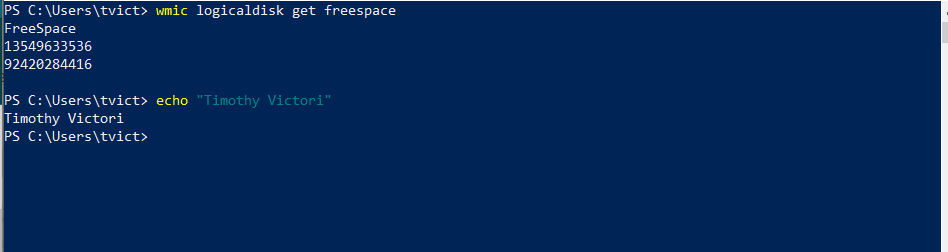 PS C:\Users\tvict> wmic logicaldisk get freespace
FreeSpace
13549633536
92420284416
PS C:\Users\tvict> echo "Timothy Victori"
Timothy Victori
PS C:\Users\tvict>